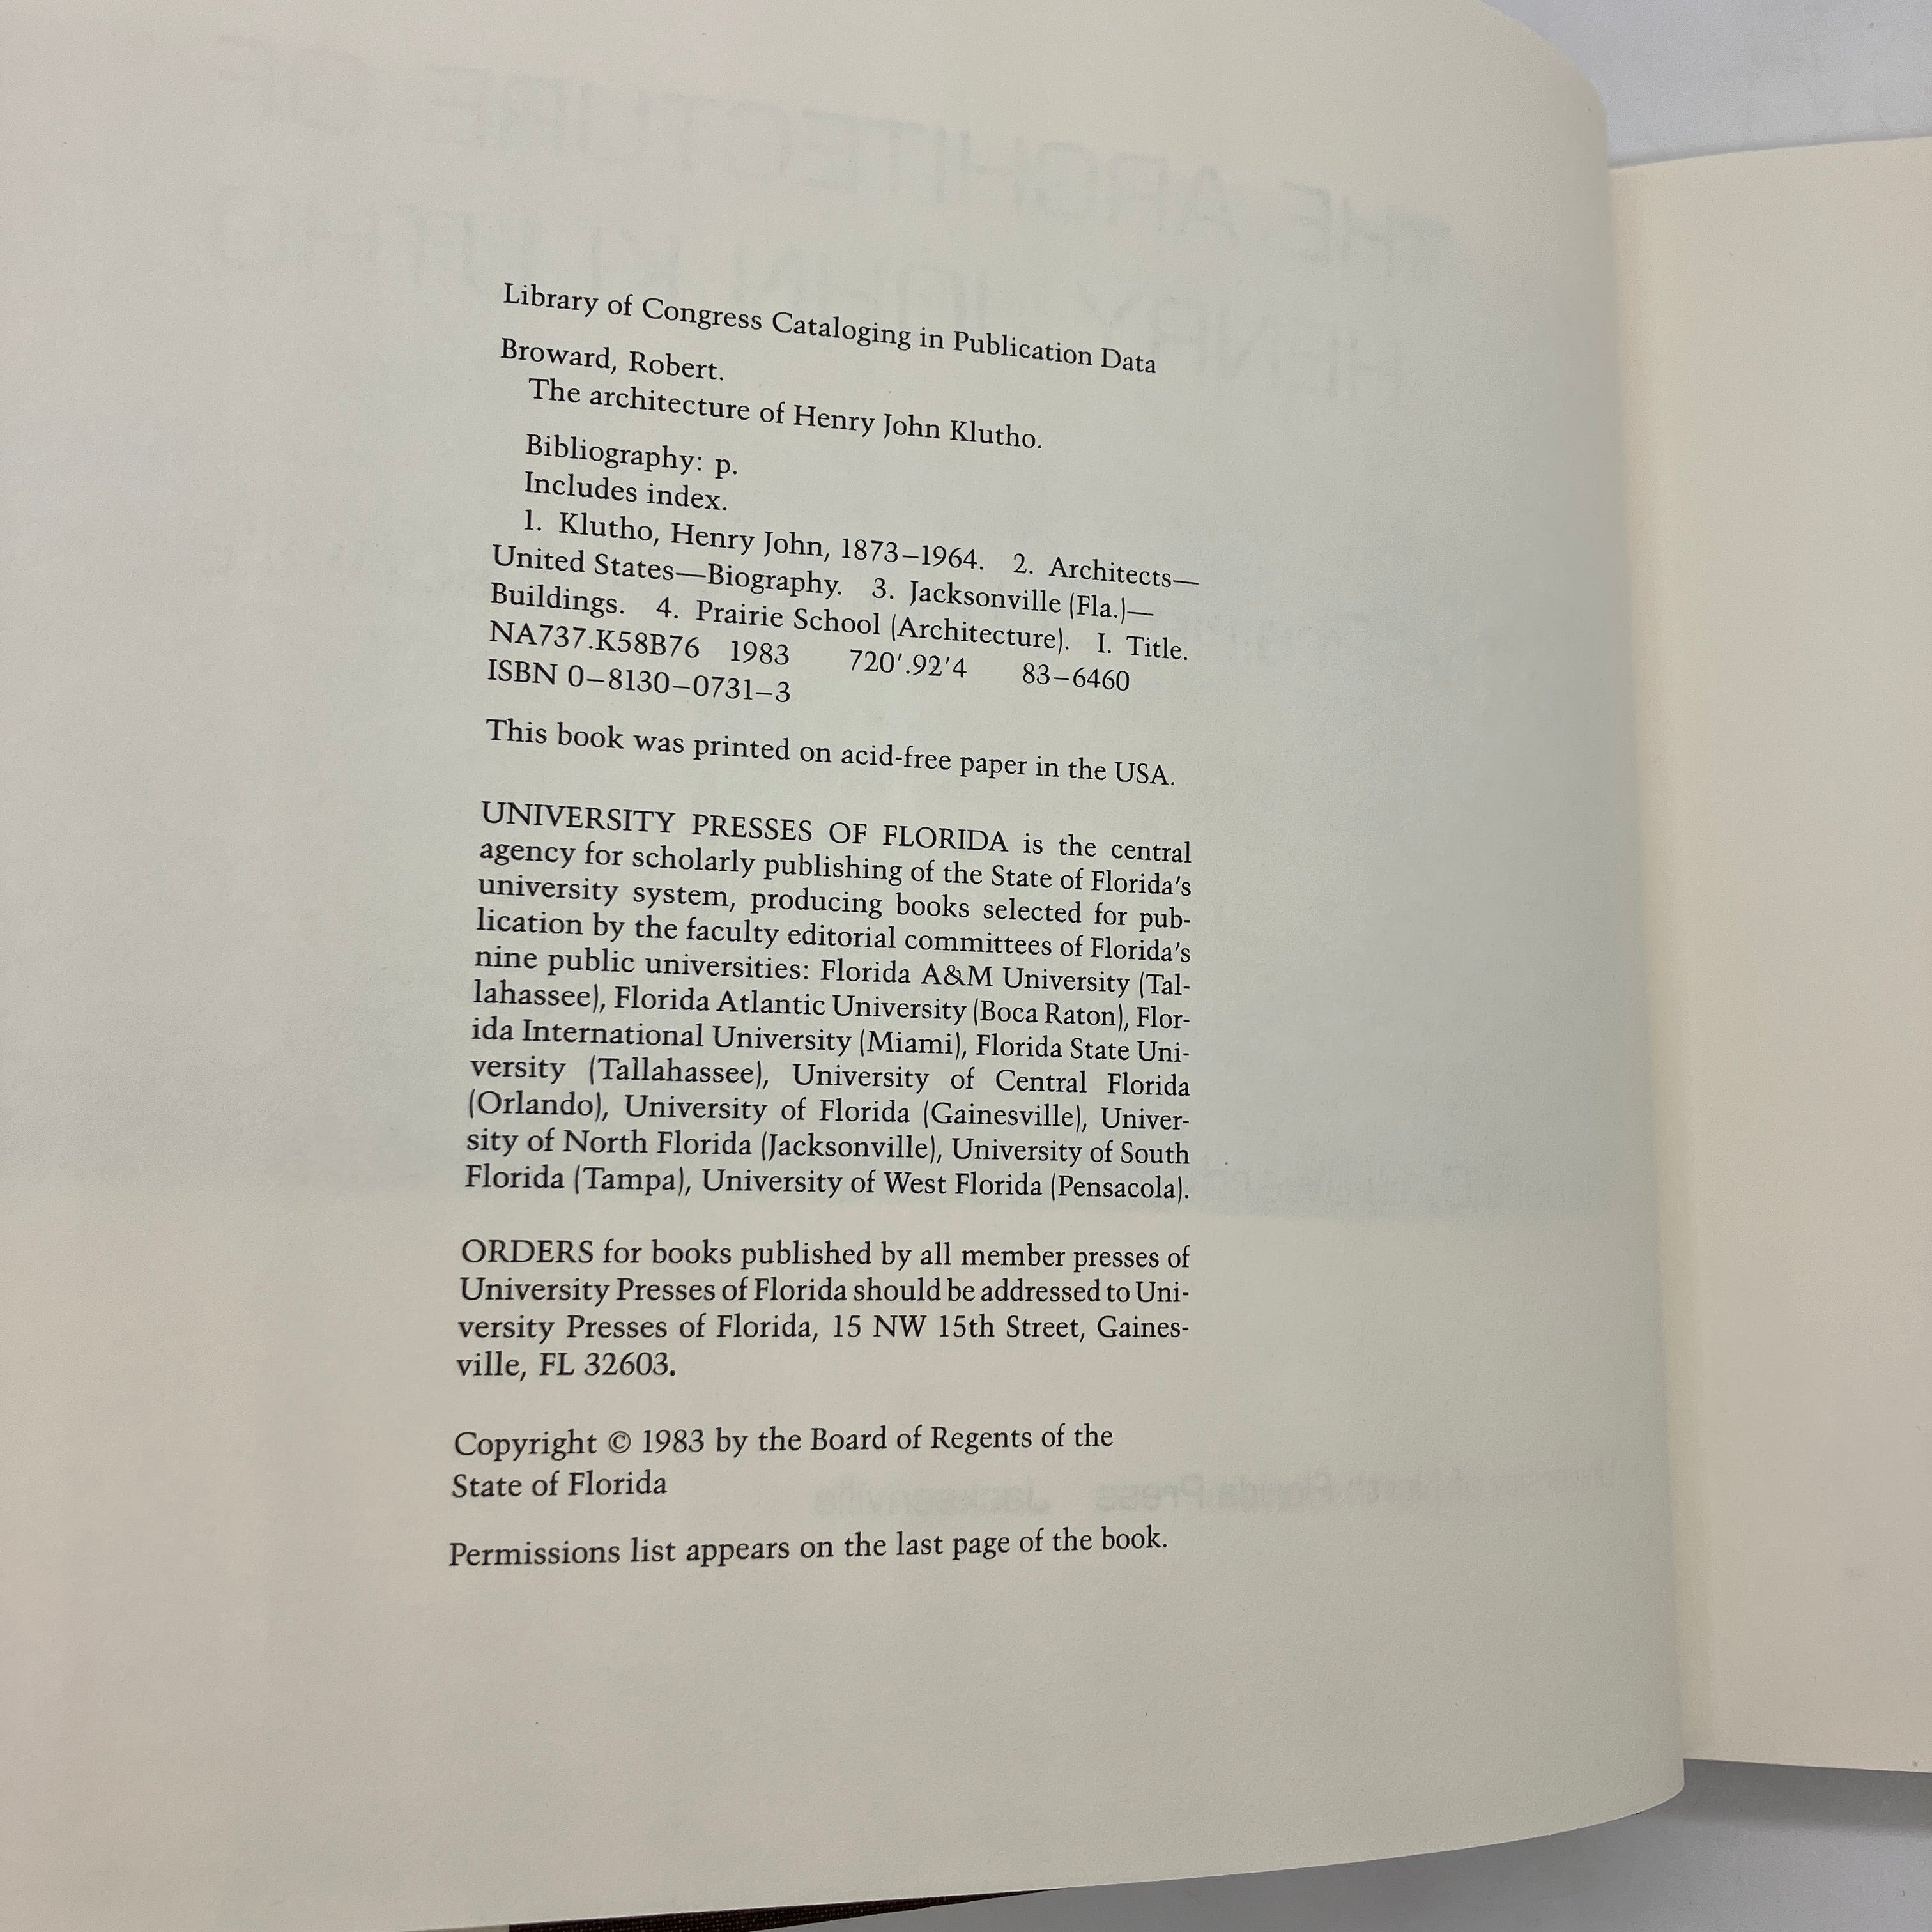 Library of Congress Cataloging in Publication Data
Broward, Robert.
The architecture of Henry John Klutho.
Bibliography: p.
Includes index.
1. Klutho, Henry John, 1873–1964. 2. Architects—
United States—Biography. 3. Jacksonville (Fla.)—
Buildings. 4. Prairie School (Architecture). I. Title.
NA737.K58B76 1983 720′.92′4 83–6460
ISBN 0–8130–0731–3
This book was printed on acid-free paper in the USA.
UNIVERSITY PRESSES OF FLORIDA is the central
agency for scholarly publishing of the State of Florida's
university system, producing books selected for pub-
lication by the faculty editorial committees of Florida's
nine public universities: Florida A&M University (Tal-
lahassee), Florida Atlantic University (Boca Raton), Flor-
ida International University (Miami), Florida State Uni-
versity (Tallahassee), University of Central Florida
(Orlando), University of Florida (Gainesville), Univer-
sity of North Florida (Jacksonville), University of South
Florida (Tampa), University of West Florida (Pensacola).
ORDERS for books published by all member presses of
University Presses of Florida should be addressed to Uni-
versity Presses of Florida, 15 NW 15th Street, Gaines-
ville, FL 32603.
Copyright © 1983 by the Board of Regents of the
State of Florida
Permissions list appears on the last page of the book.